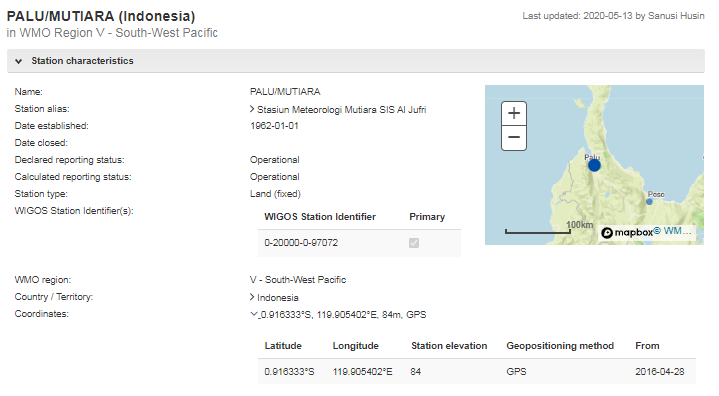 PALU/MUTIARA (Indonesia)
Last updated: 2020-05-13 by Sanusi Husin
in WMO Region V - South-West Pacific
Station characteristics
Name: PALU/MUTIARA
Station alias: Stasiun Meteorologi Mutiara SIS Al Jufri
Date established: 1962-01-01
Date closed:
Declared reporting status: Operational
Calculated reporting status: Operational
Station type: Land (fixed)
WIGOS Station Identifier(s):
WIGOS Station Identifier Primary
0-20000-0-97072
+
−
Palu
Poso
100km
mapbox © WM...
WMO region: V - South-West Pacific
Country / Territory: Indonesia
Coordinates: 0.916333°S, 119.905402°E, 84m, GPS
Latitude Longitude Station elevation Geopositioning method From
0.916333°S 119.905402°E 84 GPS 2016-04-28